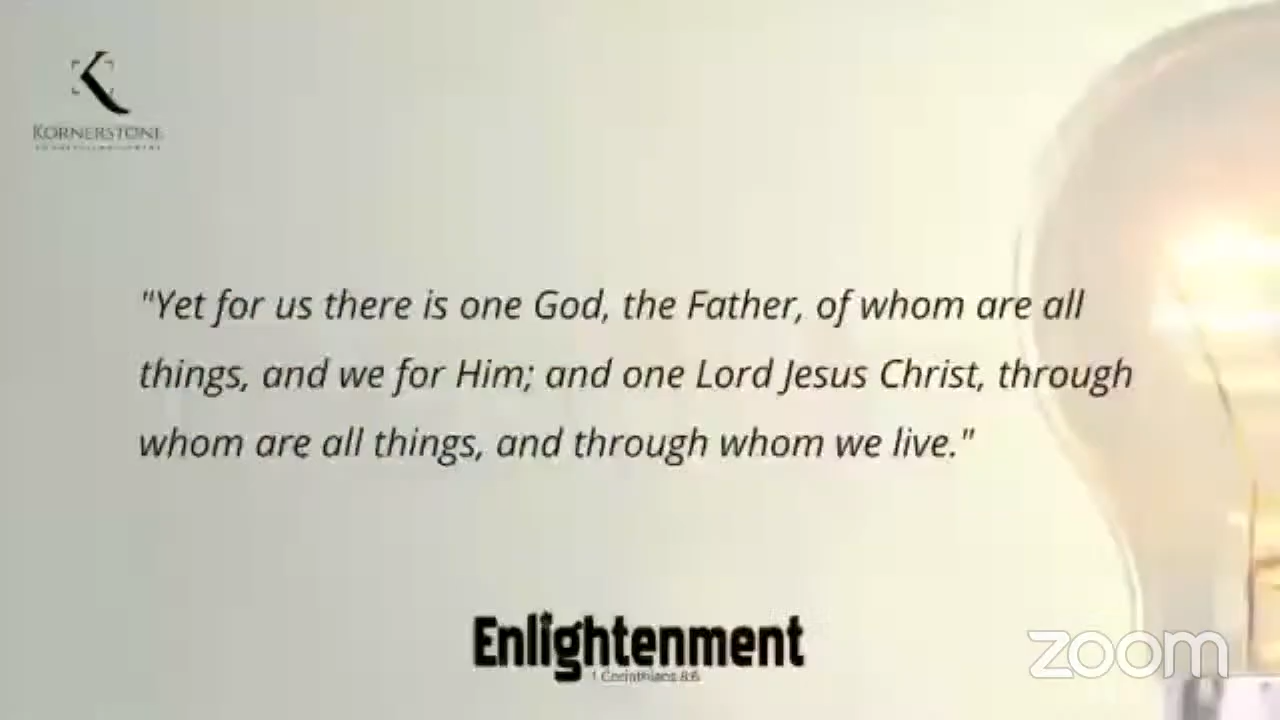 KORNERSTONE
"Yet for us there is one God, the Father, of whom are all
things, and we for Him; and one Lord Jesus Christ, through
whom are all things, and through whom we live."
Enlightenment
1 Corinthians 8:6
zoom